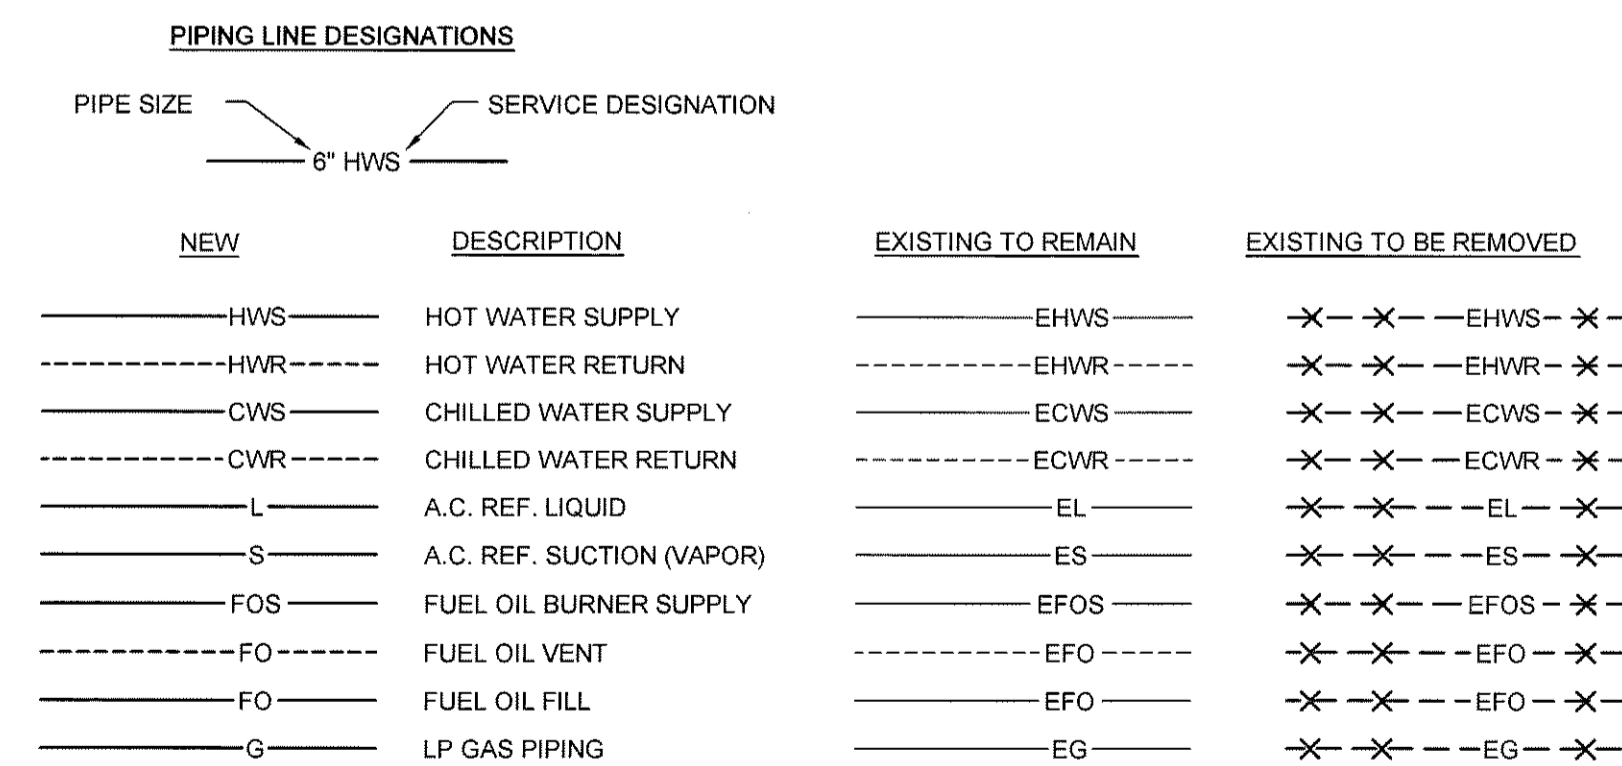 PIPING LINE DESIGNATIONS
PIPE SIZE SERVICE DESIGNATION
6" HWS
NEW DESCRIPTION EXISTING TO REMAIN EXISTING TO BE REMOVED
HWS HOT WATER SUPPLY EHWS EHWS
HWR HOT WATER RETURN EHWR EHWR
CWS CHILLED WATER SUPPLY ECWS ECWS
CWR CHILLED WATER RETURN ECWR ECWR
L A.C. REF. LIQUID EL EL
S A.C. REF. SUCTION (VAPOR) ES ES
FOS FUEL OIL BURNER SUPPLY EFOS EFOS
FO FUEL OIL VENT EFO EFO
FO FUEL OIL FILL EFO EFO
G LP GAS PIPING EG EG